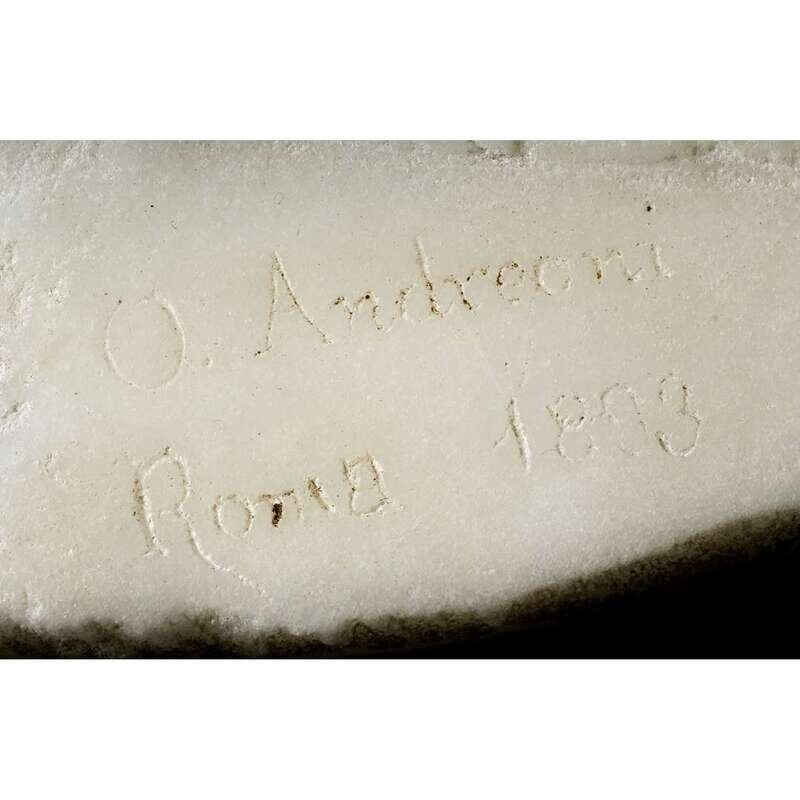 O. Andreoni
Roma 1893